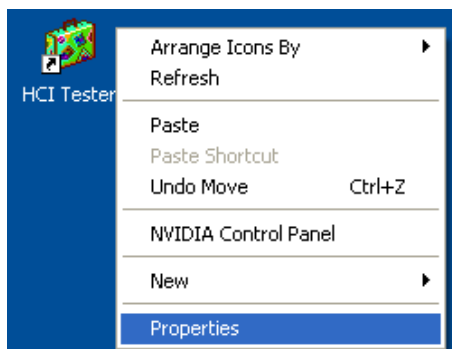 HCI Tester
Arrange Icons By
Refresh
Paste
Paste Shortcut
Undo Move Ctrl+Z
NVIDIA Control Panel
New
Properties